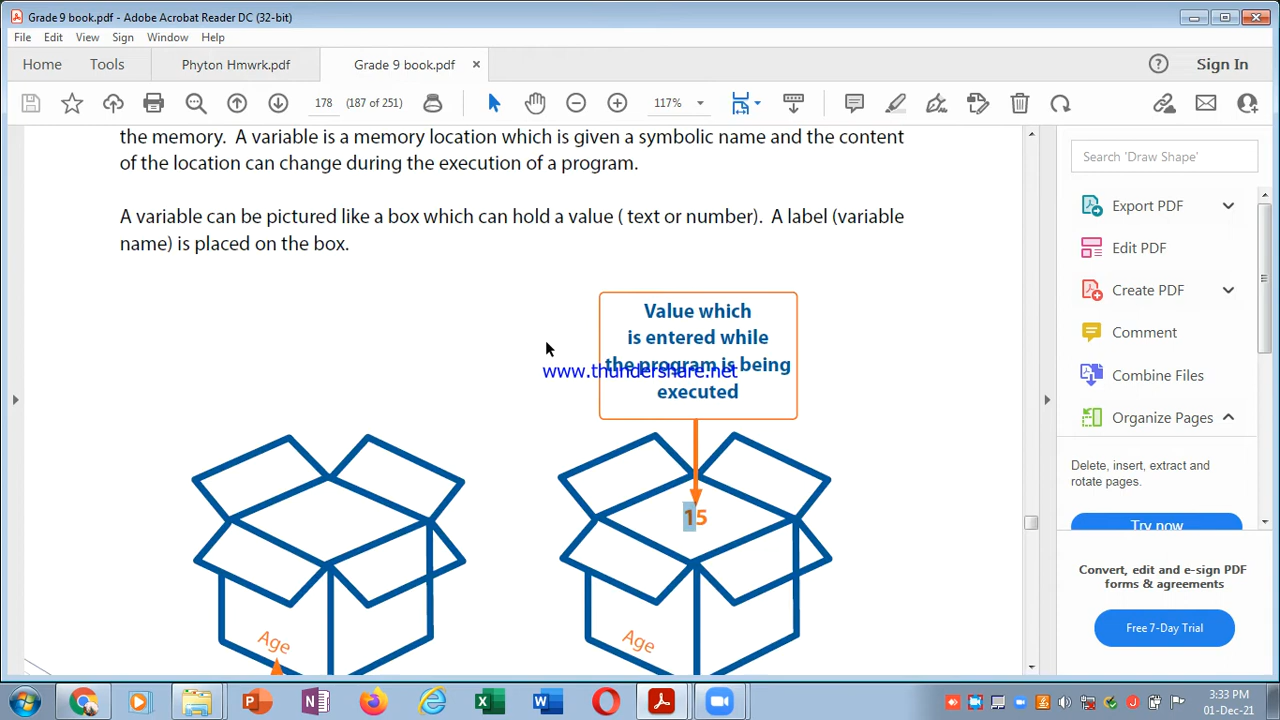 Grade 9 book.pdf - Adobe Acrobat Reader DC (32-bit)
File Edit View Sign Window Help
Home Tools Phyton Hmwrk.pdf Grade 9 book.pdf × Sign In
178 (187 of 251) 117%
the memory. A variable is a memory location which is given a symbolic name and the content
of the location can change during the execution of a program.
A variable can be pictured like a box which can hold a value ( text or number). A label (variable
name) is placed on the box.
Value which
is entered while
the program is being
www.thundershare.net
executed
15
Age
Age
Search 'Draw Shape'
Export PDF
Edit PDF
Create PDF
Comment
Combine Files
Organize Pages
Delete, insert, extract and
rotate pages.
Try now
Convert, edit and e-sign PDF
forms & agreements
Free 7-Day Trial
3:33 PM
01-Dec-21